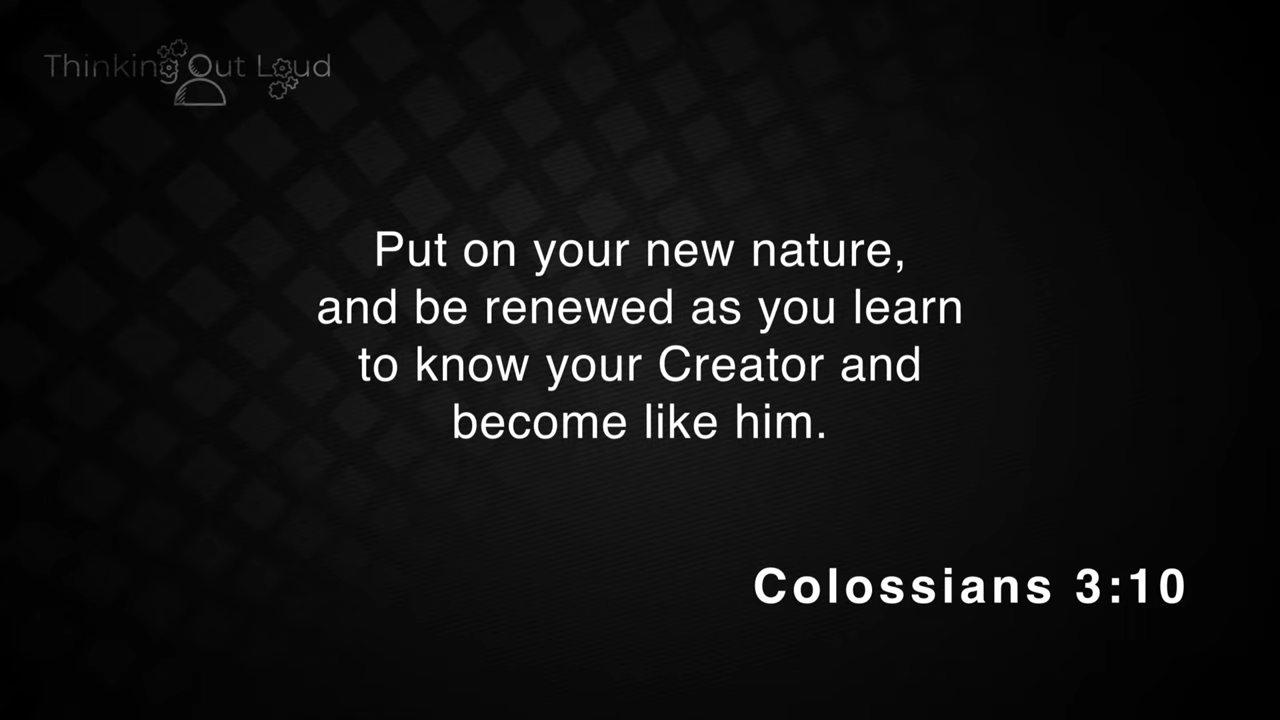 Thinking Out Loud
Put on your new nature,
and be renewed as you learn
to know your Creator and
become like him.
Colossians 3:10